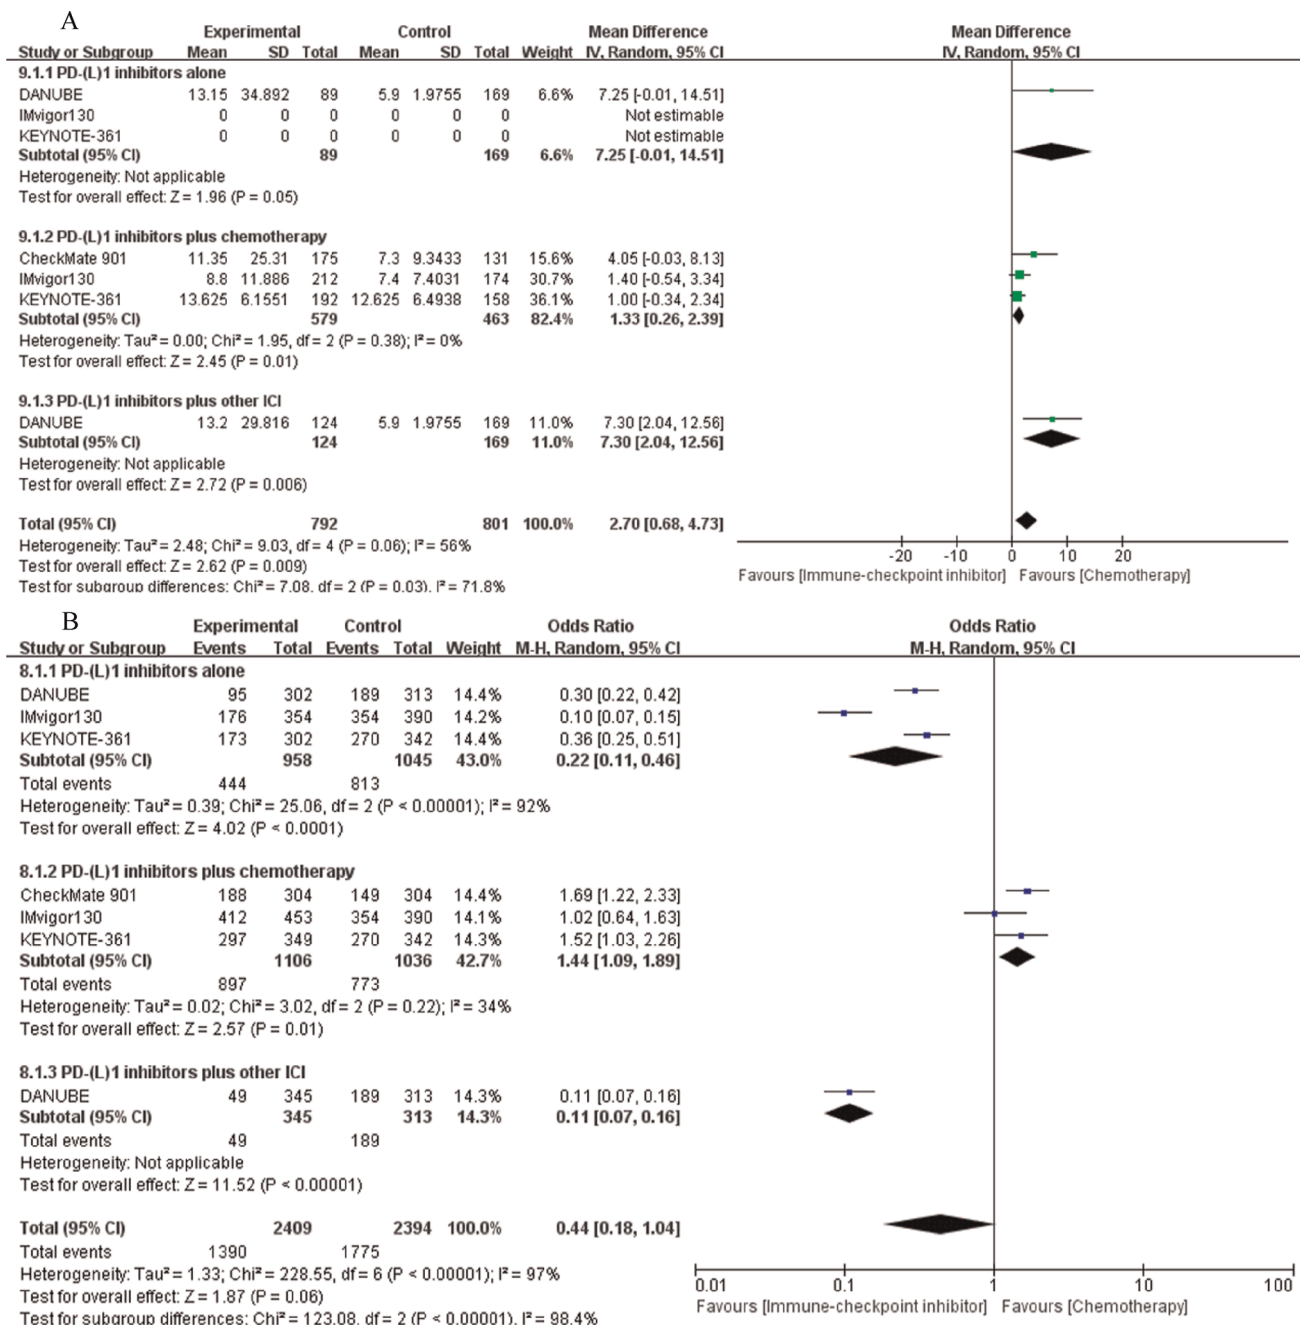 A
Experimental Control Mean Difference Mean Difference
Study or Subgroup Mean SD Total Mean SD Total Weight IV, Random, 95% CI IV, Random, 95% CI
9.1.1 PD-(L)1 inhibitors alone
DANUBE 13.15 34.892 89 5.9 1.9755 169 6.6% 7.25 [-0.01, 14.51]
IMvigor130 0 0 0 0 0 0 Not estimable
KEYNOTE-361 0 0 0 0 0 0 Not estimable
Subtotal (95% CI) 89 169 6.6% 7.25 [-0.01, 14.51]
Heterogeneity: Not applicable
Test for overall effect: Z = 1.96 (P = 0.05)
9.1.2 PD-(L)1 inhibitors plus chemotherapy
CheckMate 901 11.35 25.31 175 7.3 9.3433 131 15.6% 4.05 [-0.03, 8.13]
IMvigor130 8.8 11.886 212 7.4 7.4031 174 30.7% 1.40 [-0.54, 3.34]
KEYNOTE-361 13.625 6.1551 192 12.625 6.4938 158 36.1% 1.00 [-0.34, 2.34]
Subtotal (95% CI) 579 463 82.4% 1.33 [0.26, 2.39]
Heterogeneity: Tau² = 0.00; Chi² = 1.95, df = 2 (P = 0.38); I² = 0%
Test for overall effect: Z = 2.45 (P = 0.01)
9.1.3 PD-(L)1 inhibitors plus other ICI
DANUBE 13.2 29.816 124 5.9 1.9755 169 11.0% 7.30 [2.04, 12.56]
Subtotal (95% CI) 124 169 11.0% 7.30 [2.04, 12.56]
Heterogeneity: Not applicable
Test for overall effect: Z = 2.72 (P = 0.006)
Total (95% CI) 792 801 100.0% 2.70 [0.68, 4.73]
Heterogeneity: Tau² = 2.48; Chi² = 9.03, df = 4 (P = 0.06); I² = 56%
Test for overall effect: Z = 2.62 (P = 0.009)
Test for subgroup differences: Chi² = 7.08, df = 2 (P = 0.03), I² = 71.8%
-20 -10 0 10 20
Favours [Immune-checkpoint inhibitor] Favours [Chemotherapy]
B
Experimental Control Odds Ratio Odds Ratio
Study or Subgroup Events Total Events Total Weight M-H, Random, 95% CI M-H, Random, 95% CI
8.1.1 PD-(L)1 inhibitors alone
DANUBE 95 302 189 313 14.4% 0.30 [0.22, 0.42]
IMvigor130 176 354 354 390 14.2% 0.10 [0.07, 0.15]
KEYNOTE-361 173 302 270 342 14.4% 0.36 [0.25, 0.51]
Subtotal (95% CI) 958 1045 43.0% 0.22 [0.11, 0.46]
Total events 444 813
Heterogeneity: Tau² = 0.39; Chi² = 25.06, df = 2 (P < 0.00001); I² = 92%
Test for overall effect: Z = 4.02 (P < 0.0001)
8.1.2 PD-(L)1 inhibitors plus chemotherapy
CheckMate 901 188 304 149 304 14.4% 1.69 [1.22, 2.33]
IMvigor130 412 453 354 390 14.1% 1.02 [0.64, 1.63]
KEYNOTE-361 297 349 270 342 14.3% 1.52 [1.03, 2.26]
Subtotal (95% CI) 1106 1036 42.7% 1.44 [1.09, 1.89]
Total events 897 773
Heterogeneity: Tau² = 0.02; Chi² = 3.02, df = 2 (P = 0.22); I² = 34%
Test for overall effect: Z = 2.57 (P = 0.01)
8.1.3 PD-(L)1 inhibitors plus other ICI
DANUBE 49 345 189 313 14.3% 0.11 [0.07, 0.16]
Subtotal (95% CI) 345 313 14.3% 0.11 [0.07, 0.16]
Total events 49 189
Heterogeneity: Not applicable
Test for overall effect: Z = 11.52 (P < 0.00001)
Total (95% CI) 2409 2394 100.0% 0.44 [0.18, 1.04]
Total events 1390 1775
Heterogeneity: Tau² = 1.33; Chi² = 228.55, df = 6 (P < 0.00001); I² = 97%
Test for overall effect: Z = 1.87 (P = 0.06)
Test for subgroup differences: Chi² = 123.08, df = 2 (P < 0.00001), I² = 98.4%
0.01 0.1 1 10 100
Favours [Immune-checkpoint inhibitor] Favours [Chemotherapy]